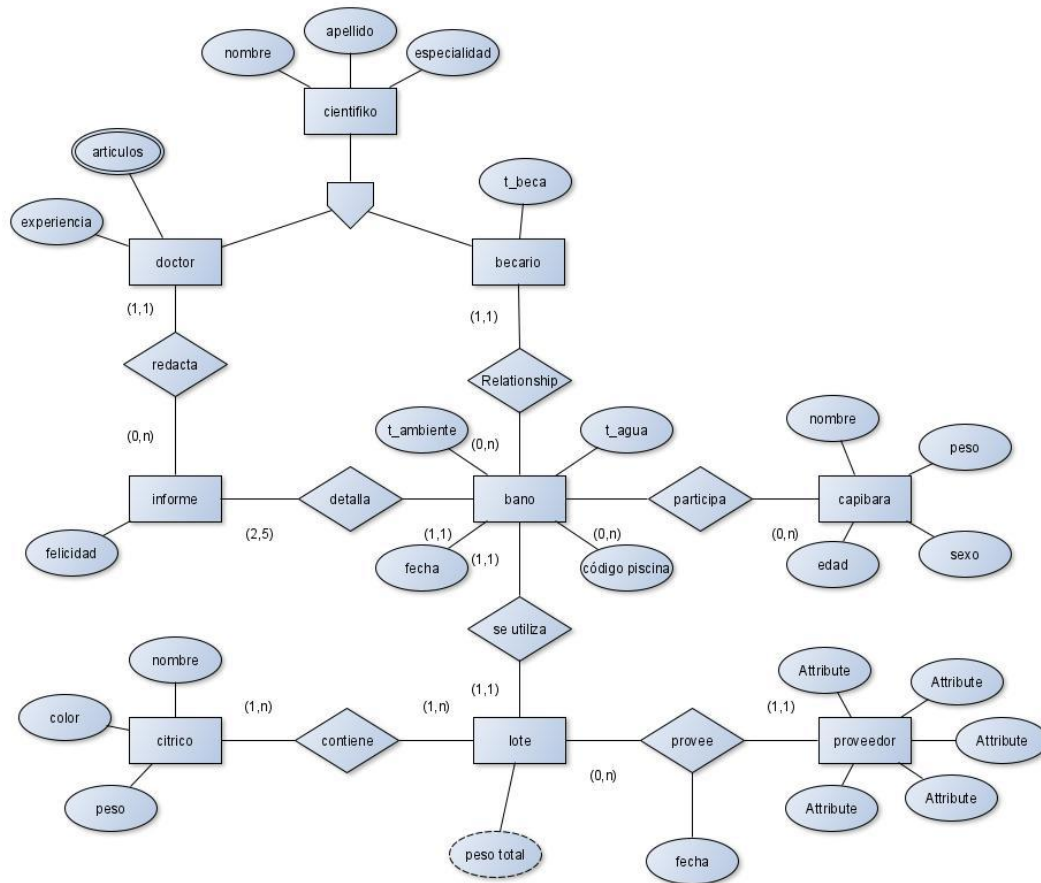 apellido
nombre
especialidad
cientifiko
articulos
t_beca
experiencia
doctor
becario
(1,1)
(1,1)
redacta
Relationship
(0,n)
t_ambiente
(0,n)
t_agua
nombre
peso
informe
detalla
bano
participa
capibara
(2,5)
(1,1)
(0,n)
(0,n)
felicidad
fecha
(1,1)
código piscina
edad
sexo
se utiliza
nombre
(1,1)
Attribute
Attribute
color
(1,n)
(1,n)
(1,1)
citrico
contiene
lote
provee
proveedor
Attribute
(0,n)
peso
Attribute
Attribute
peso total
fecha